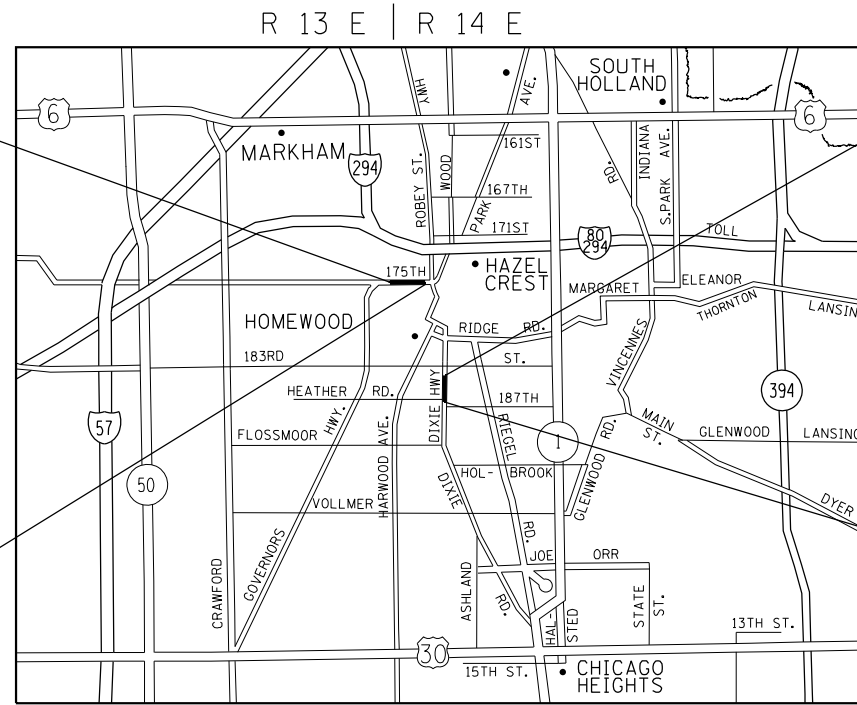 R 13 E | R 14 E
SOUTH
HOLLAND
HWY
AVE.
6
6
MARKHAM
294
161ST
ROBEY ST.
WOOD
167TH
PARK
171ST
RD.
INDIANA
S.PARK AVE.
80
294
TOLL
175TH
HAZEL
CREST
MARGARET
ELEANOR
THORNTON
LANSIN
HOMEWOOD
RIDGE RD.
183RD
ST.
VINCENNES
HEATHER RD.
DIXIE HWY
187TH
394
57
HWY.
HARWOOD AVE.
RIEGEL
RD.
FLOSSMOOR
1
MAIN
ST.
GLENWOOD LANSING
50
HOL- BROOK
GLENWOOD RD.
DIXIE
VOLLMER
DYER
GOVERNORS
CRAWFORD
RD.
JOE ORR
ASHLAND
RD.
HAL-
STED
STATE
ST.
13TH ST.
30
15TH ST.
CHICAGO
HEIGHTS